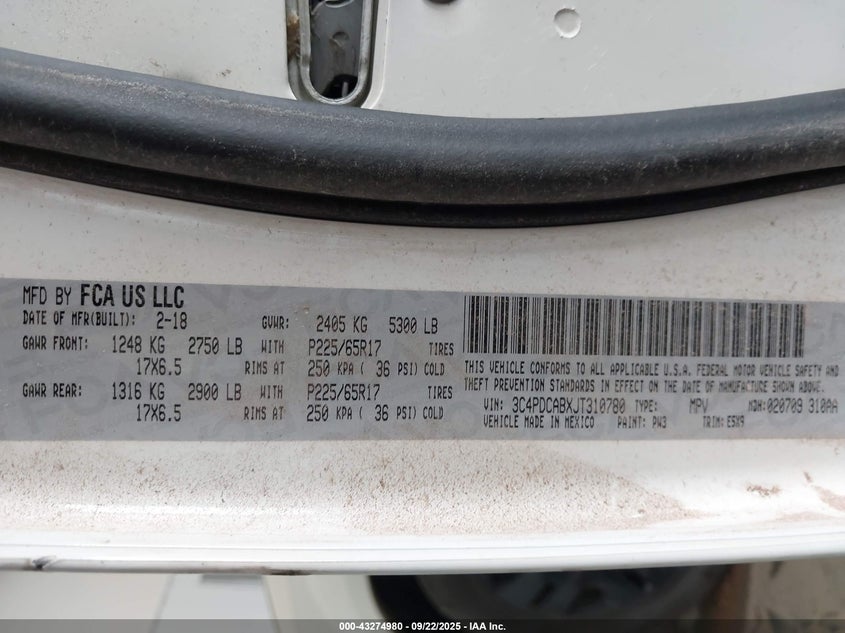 MFD BY FCA US LLC
DATE OF MFR(BUILT): 2-18 GVWR: 2405 KG 5300 LB
GAWR FRONT: 1248 KG 2750 LB WITH P225/65R17 TIRES
17X6.5 RIMS AT 250 KPA ( 36 PSI) COLD
GAWR REAR: 1316 KG 2900 LB WITH P225/65R17 TIRES
17X6.5 RIMS AT 250 KPA ( 36 PSI) COLD
THIS VEHICLE CONFORMS TO ALL APPLICABLE U.S.A. FEDERAL MOTOR VEHICLE SAFETY AND
THEFT PREVENTION STANDARDS IN EFFECT ON THE DATE OF MANUFACTURE SHOWN ABOVE.
VIN: 3C4PDCABXJT310780 TYPE: MPV MDH:020709 310AA
VEHICLE MADE IN MEXICO PAINT: PW3 TRIM: E5X9
000-43274980 - 09/22/2025 - IAA Inc.